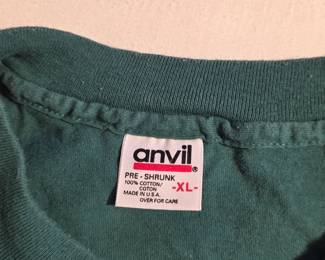 anvil®
PRE-SHRUNK
100% COTTON/
COTON
-XL-
MADE IN U.S.A.
OVER FOR CARE